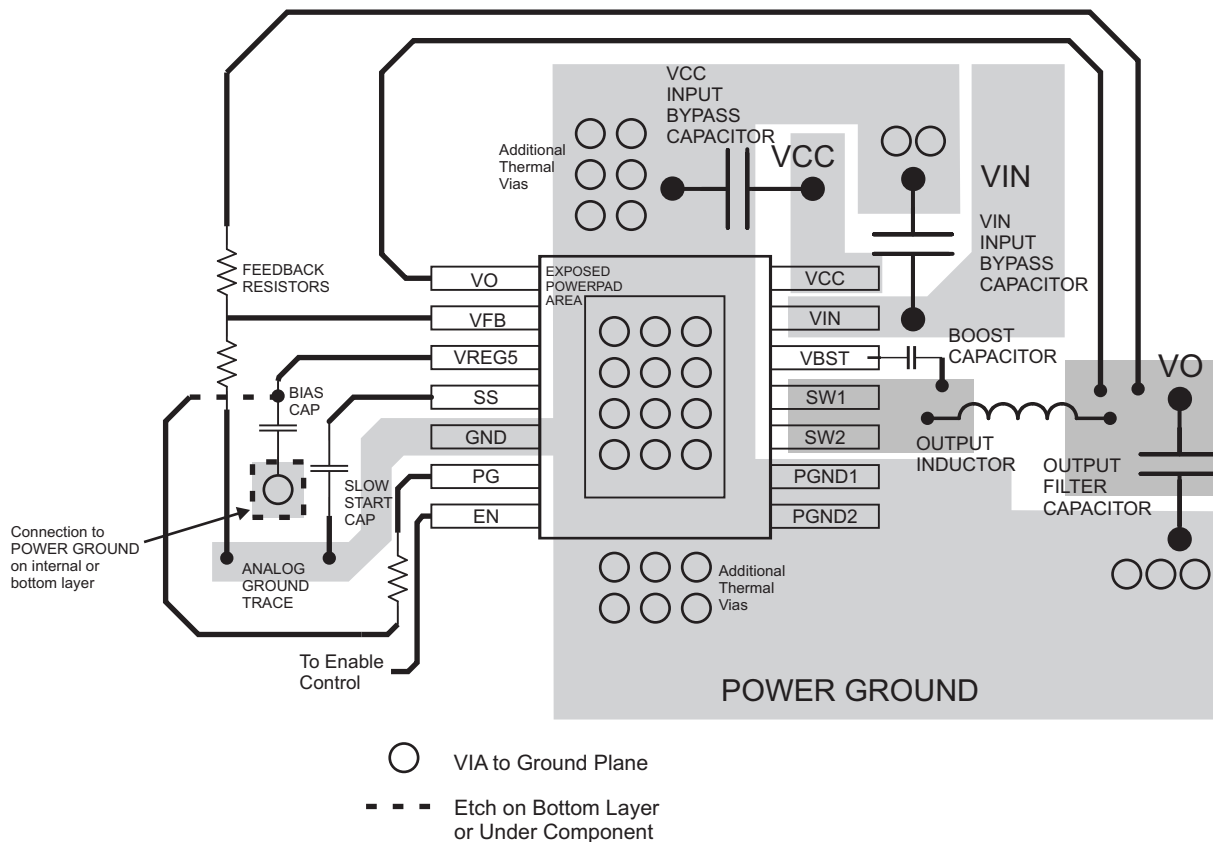 VCC
INPUT
BYPASS
CAPACITOR
Additional
Thermal
Vias
VCC
VIN
VIN
INPUT
BYPASS
CAPACITOR
FEEDBACK
RESISTORS
EXPOSED
POWERPAD
AREA
VO
VFB
VREG5
SS
GND
PG
EN
VCC
VIN
VBST
SW1
SW2
PGND1
PGND2
BOOST
CAPACITOR
VO
BIAS
CAP
OUTPUT
INDUCTOR
OUTPUT
FILTER
CAPACITOR
SLOW
START
CAP
Connection to
POWER GROUND
on internal or
bottom layer
ANALOG
GROUND
TRACE
Additional
Thermal
Vias
To Enable
Control
POWER GROUND
VIA to Ground Plane
Etch on Bottom Layer
or Under Component